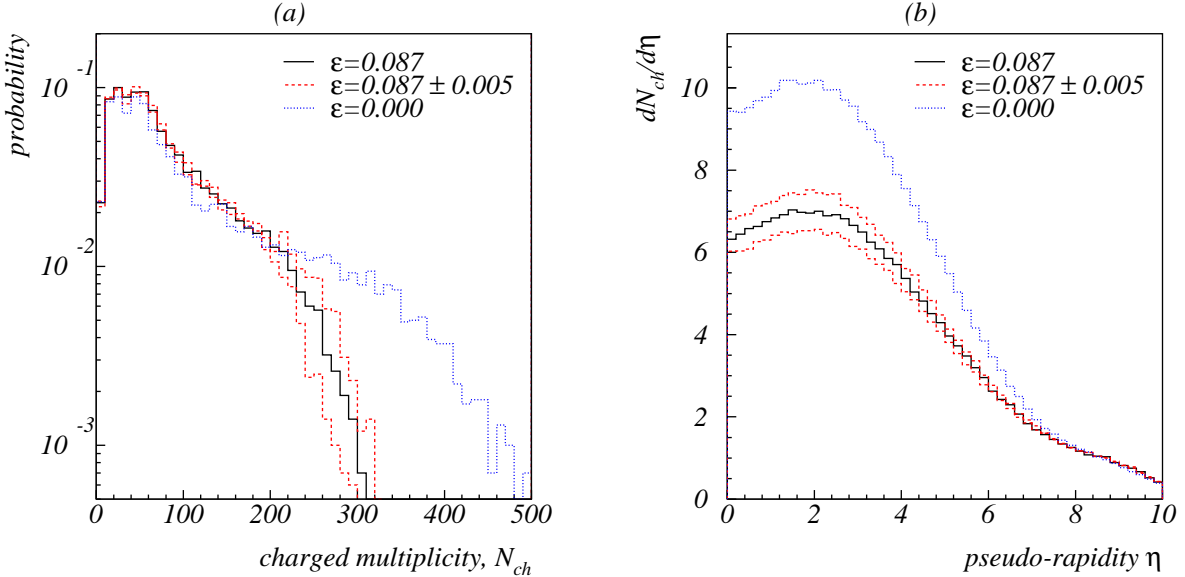 (a)
probability
10⁻¹
10⁻²
10⁻³
ε=0.087
ε=0.087 ± 0.005
ε=0.000
0 100 200 300 400 500
charged multiplicity, N_ch
(b)
dN_ch/dη
10
8
6
4
2
0
ε=0.087
ε=0.087 ± 0.005
ε=0.000
0 2 4 6 8 10
pseudo-rapidity η